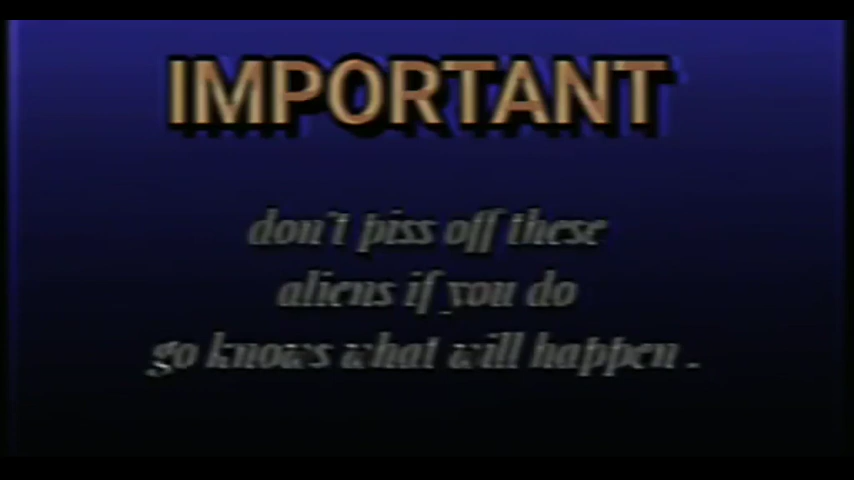 IMPORTANT
don't piss off these
aliens if you do
go knows what will happen .